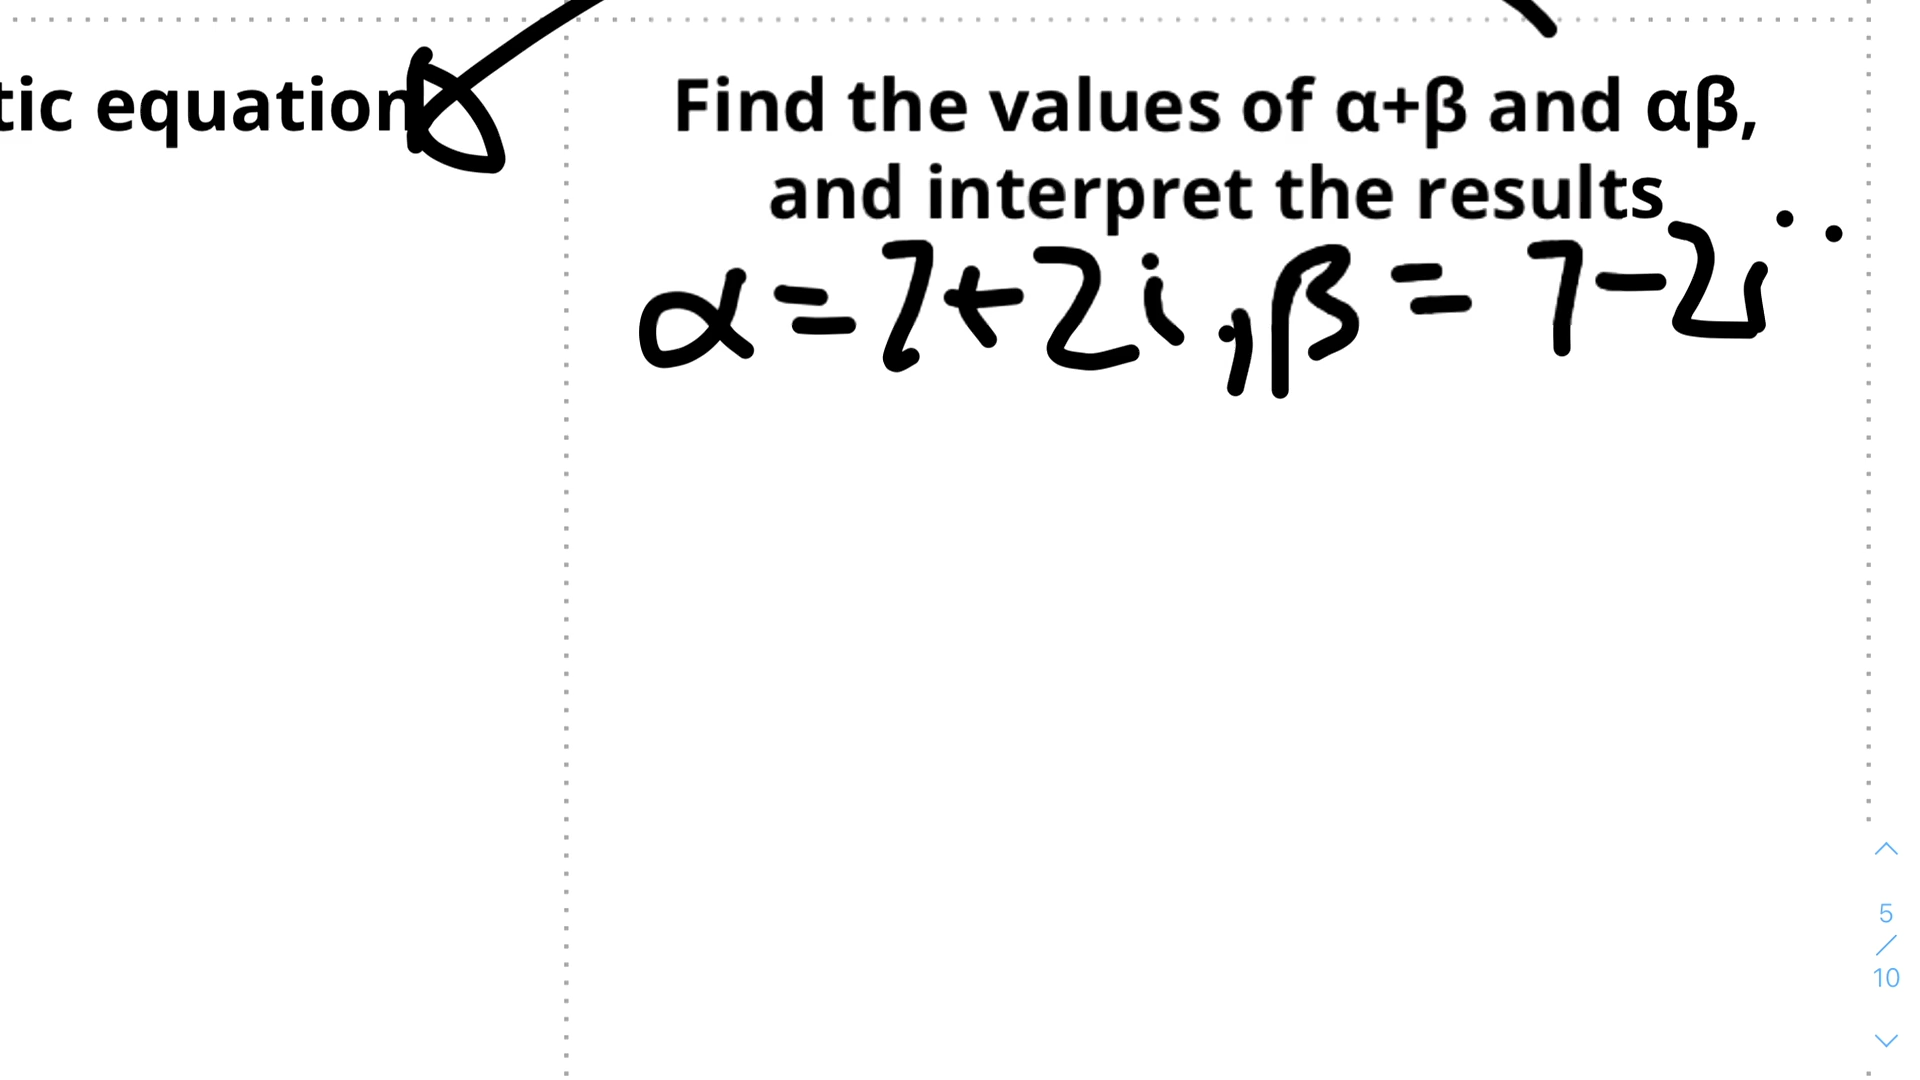 tic equation
Find the values of α+β and αβ,
and interpret the results
α=7+2i,β=7-2i
5
/
10